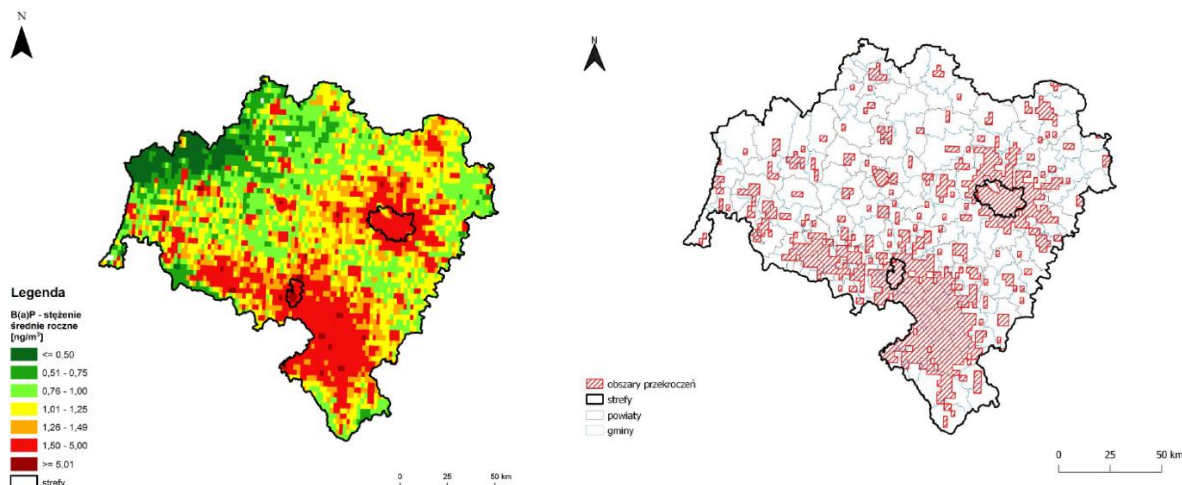 N
Legenda
B(a)P - stężenie
średnie roczne
[ng/m³]
<= 0,50
0,51 - 0,75
0,76 - 1,00
1,01 - 1,25
1,26 - 1,49
1,50 - 5,00
>= 5,01
strefy
0 25 50 km
N
obszary przekroczeń
strefy
powiaty
gminy
0 25 50 km